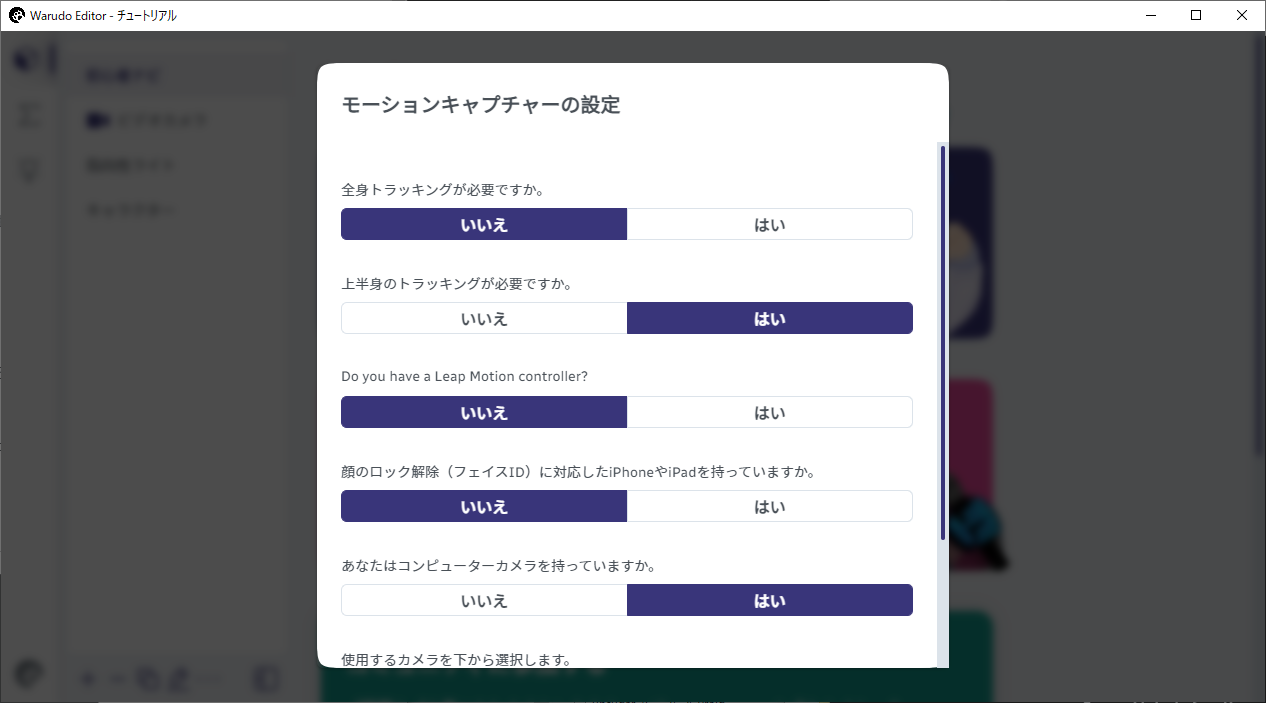 Warudo Editor - チュートリアル
モーションキャプチャーの設定
全身トラッキングが必要ですか。
いいえ
はい
上半身のトラッキングが必要ですか。
いいえ
はい
Do you have a Leap Motion controller?
いいえ
はい
顔のロック解除（フェイスID）に対応したiPhoneやiPadを持っていますか。
いいえ
はい
あなたはコンピューターカメラを持っていますか。
いいえ
はい
使用するカメラを下から選択します。